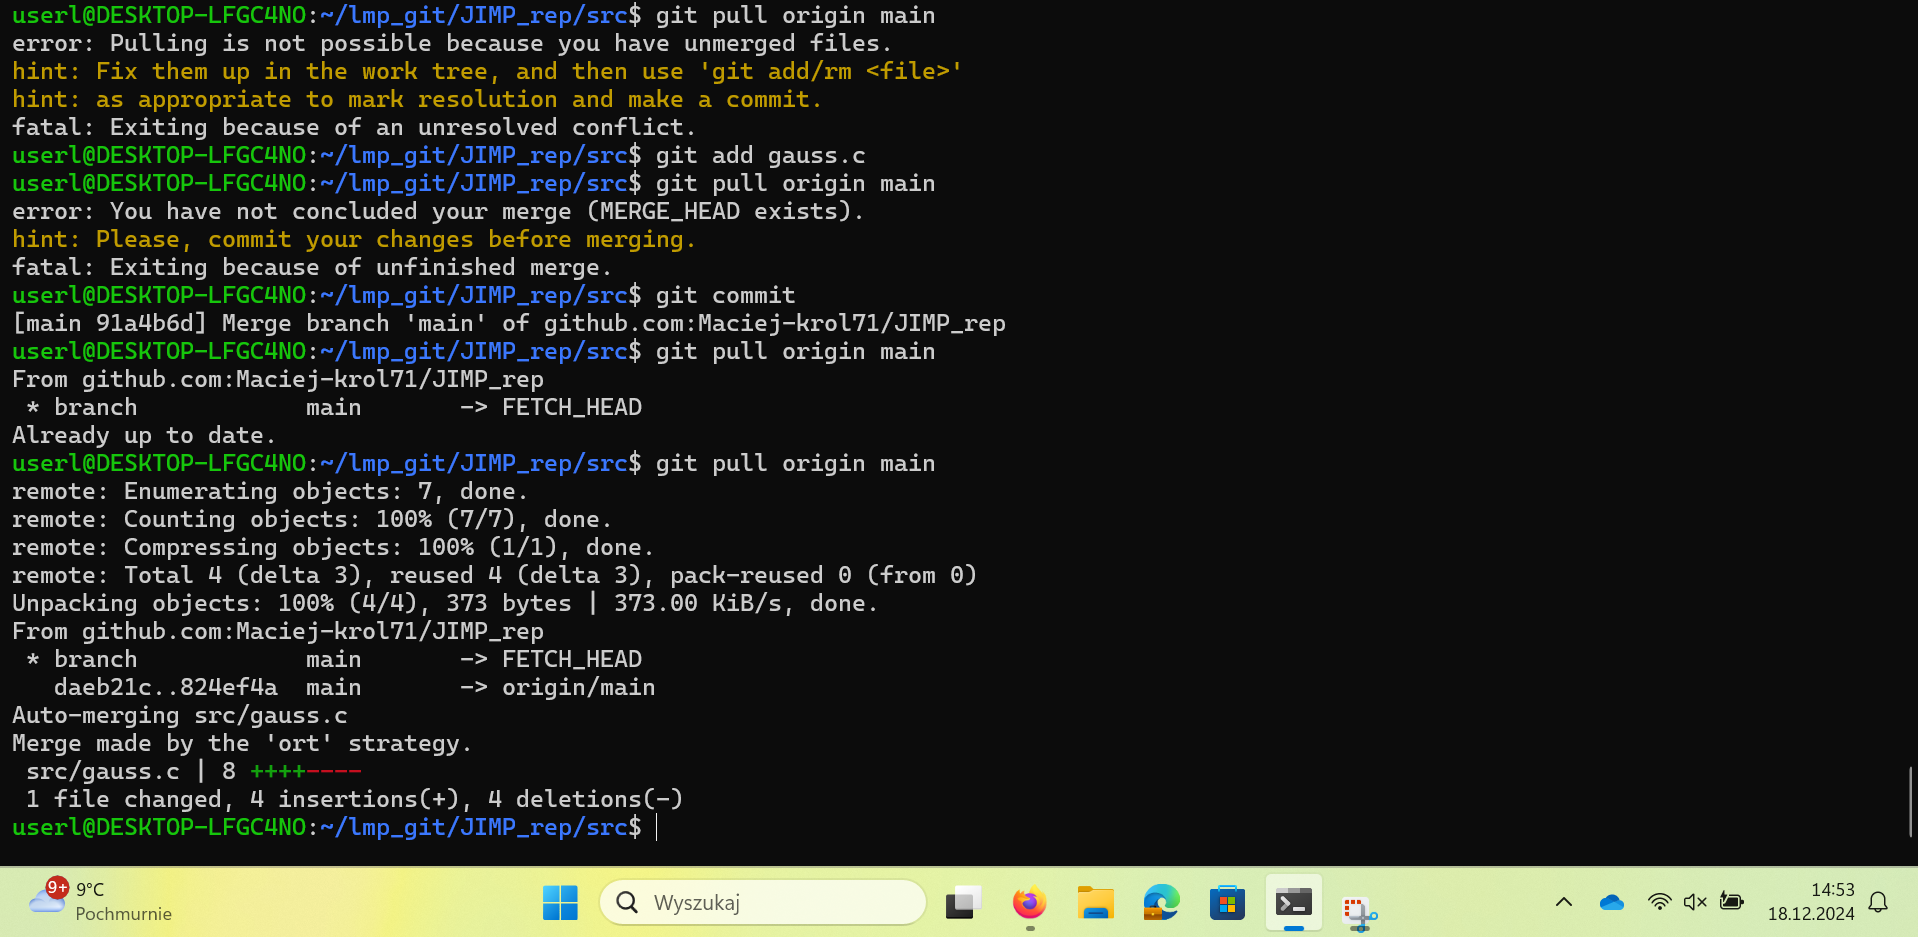 userl@DESKTOP-LFGC4NO:~/lmp_git/JIMP_rep/src$ git pull origin main
error: Pulling is not possible because you have unmerged files.
hint: Fix them up in the work tree, and then use 'git add/rm <file>'
hint: as appropriate to mark resolution and make a commit.
fatal: Exiting because of an unresolved conflict.
userl@DESKTOP-LFGC4NO:~/lmp_git/JIMP_rep/src$ git add gauss.c
userl@DESKTOP-LFGC4NO:~/lmp_git/JIMP_rep/src$ git pull origin main
error: You have not concluded your merge (MERGE_HEAD exists).
hint: Please, commit your changes before merging.
fatal: Exiting because of unfinished merge.
userl@DESKTOP-LFGC4NO:~/lmp_git/JIMP_rep/src$ git commit
[main 91a4b6d] Merge branch 'main' of github.com:Maciej-krol71/JIMP_rep
userl@DESKTOP-LFGC4NO:~/lmp_git/JIMP_rep/src$ git pull origin main
From github.com:Maciej-krol71/JIMP_rep
 * branch            main       -> FETCH_HEAD
Already up to date.
userl@DESKTOP-LFGC4NO:~/lmp_git/JIMP_rep/src$ git pull origin main
remote: Enumerating objects: 7, done.
remote: Counting objects: 100% (7/7), done.
remote: Compressing objects: 100% (1/1), done.
remote: Total 4 (delta 3), reused 4 (delta 3), pack-reused 0 (from 0)
Unpacking objects: 100% (4/4), 373 bytes | 373.00 KiB/s, done.
From github.com:Maciej-krol71/JIMP_rep
 * branch            main       -> FETCH_HEAD
   daeb21c..824ef4a  main       -> origin/main
Auto-merging src/gauss.c
Merge made by the 'ort' strategy.
 src/gauss.c | 8 ++++----
 1 file changed, 4 insertions(+), 4 deletions(-)
userl@DESKTOP-LFGC4NO:~/lmp_git/JIMP_rep/src$
9+
9°C
Pochmurnie
Wyszukaj
14:53
18.12.2024